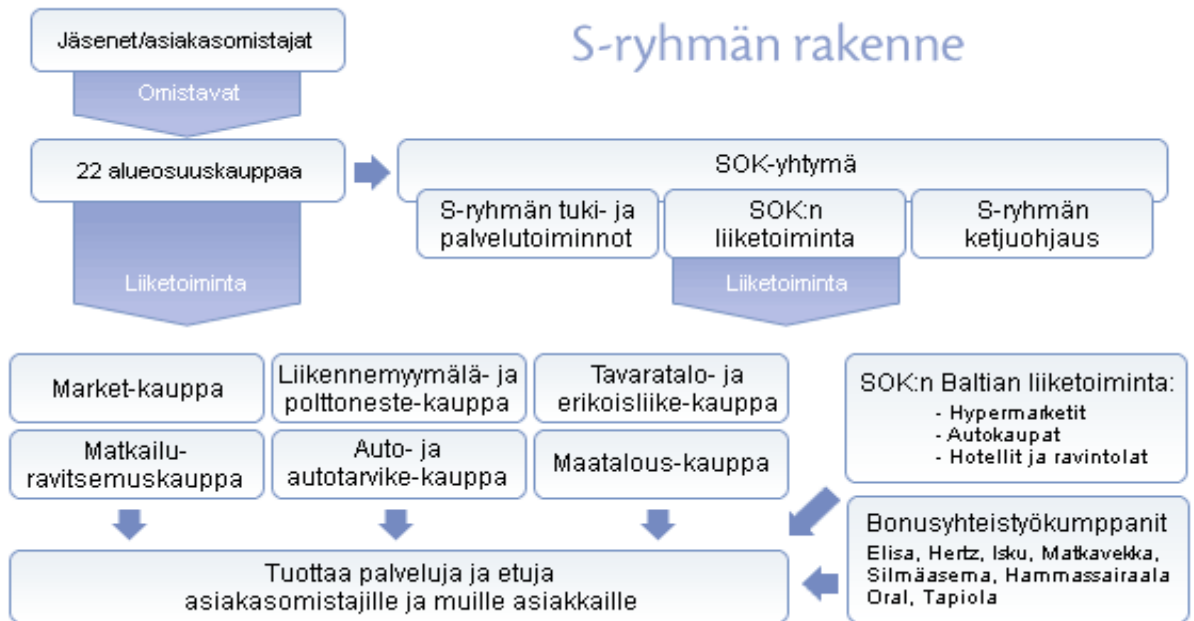 Jäsenet/asiakasomistajat
S-ryhmän rakenne
Omistavat
22 alueosuuskauppaa
SOK-yhtymä
S-ryhmän tuki- ja
palvelutoiminnot
SOK:n
liiketoiminta
S-ryhmän
ketjuohjaus
Liiketoiminta
Liiketoiminta
Market-kauppa
Liikennemyymälä- ja
polttoneste-kauppa
Tavaratalo- ja
erikoisliike-kauppa
Matkailu-
ravitsemuskauppa
Auto- ja
autotarvike-kauppa
Maatalous-kauppa
SOK:n Baltian liiketoiminta:
- Hypermarketit
- Autokaupat
- Hotellit ja ravintolat
Bonusyhteistyökumppanit
Elisa, Hertz, Isku, Matkavekka,
Silmäasema, Hammassairaala
Oral, Tapiola
Tuottaa palveluja ja etuja
asiakasomistajille ja muille asiakkaille